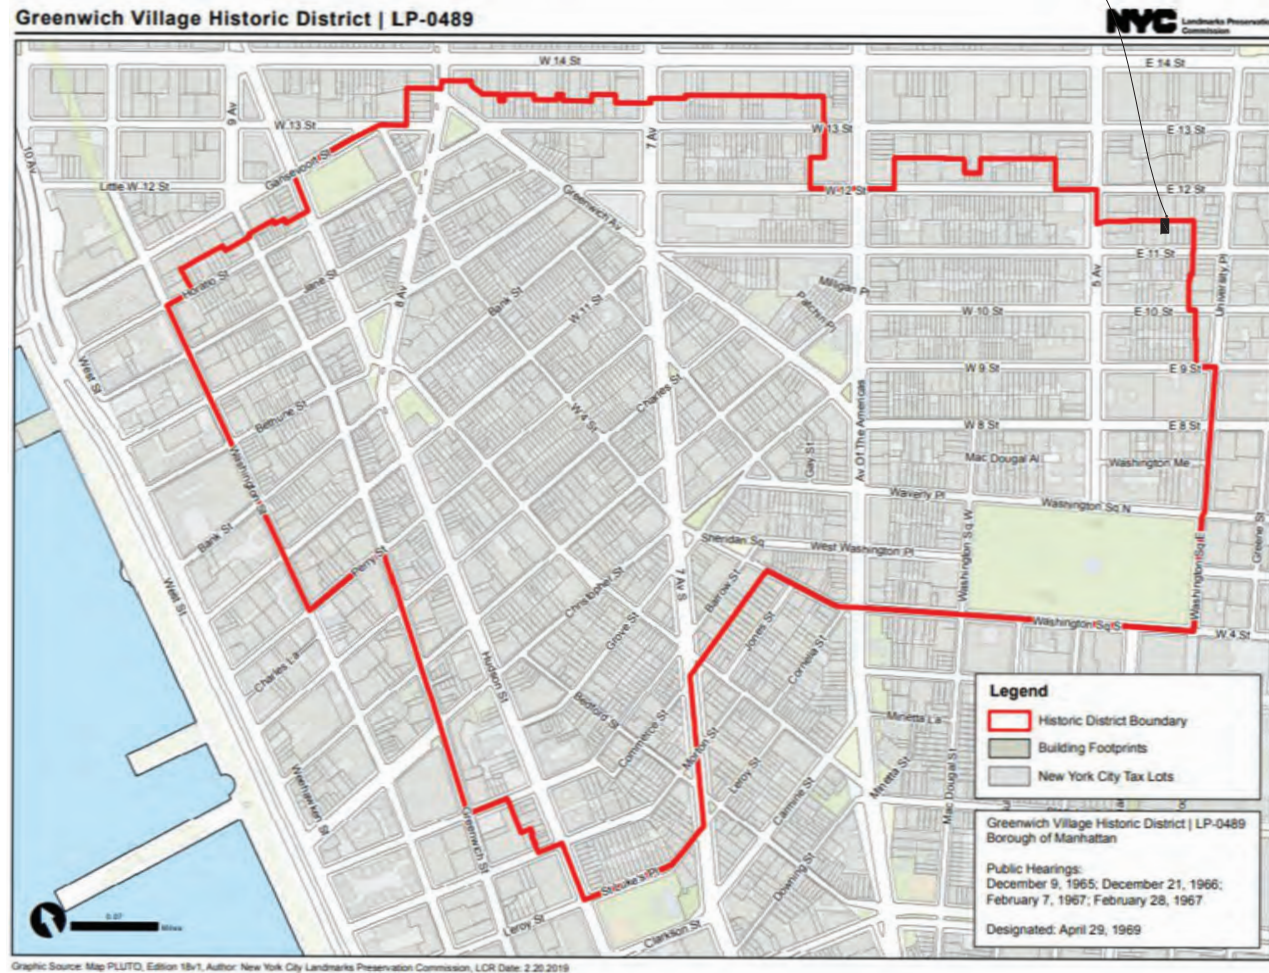 Greenwich Village Historic District | LP-0489
NYC Landmarks Preservation
Commission
W 14 St
E 14 St
9 Av
W 13 St
7 Av
W 13 St
E 13 St
10 Av
Gansevoort St
Little W 12 St
Greenwich Av
W 12 St
E 12 St
E 11 St
Horatio St
Jane St
8 Av
Bank St
W 11 St
Milligan Pl
Patchin Pl
5 Av
University Pl
W 10 St
E 10 St
West St
W 9 St
E 9 St
Charles St
Bethune St
W 4 St
Av Of The Americas
W 8 St
E 8 St
Gay St
Mac Dougal Al
Washington Me
Washington St
Waverly Pl
Washington Sq N
Bank St
Sheridan Sq
West Washington Pl
Washington Sq W
Washington Sq E
Greene St
Perry St
West St
Christopher St
7 Av S
Barrow St
Grove St
Jones St
Cornelia St
Washington Sq S
W 4 St
Charles La
Hudson St
Bedford St
Commerce St
Morton St
Leroy St
Minetta La
Minetta St
Mac Dougal St
Weehawken St
Carmine St
Greenwich St
St Luke's Pl
Downing St
Leroy St
Clarkson St
Legend
Historic District Boundary
Building Footprints
New York City Tax Lots
Greenwich Village Historic District | LP-0489
Borough of Manhattan
Public Hearings:
December 9, 1965; December 21, 1966;
February 7, 1967; February 28, 1967
Designated: April 29, 1969
0.07
Miles
Graphic Source: Map PLUTO, Edition 18v1, Author: New York City Landmarks Preservation Commission, LCR Date: 2.20.2019